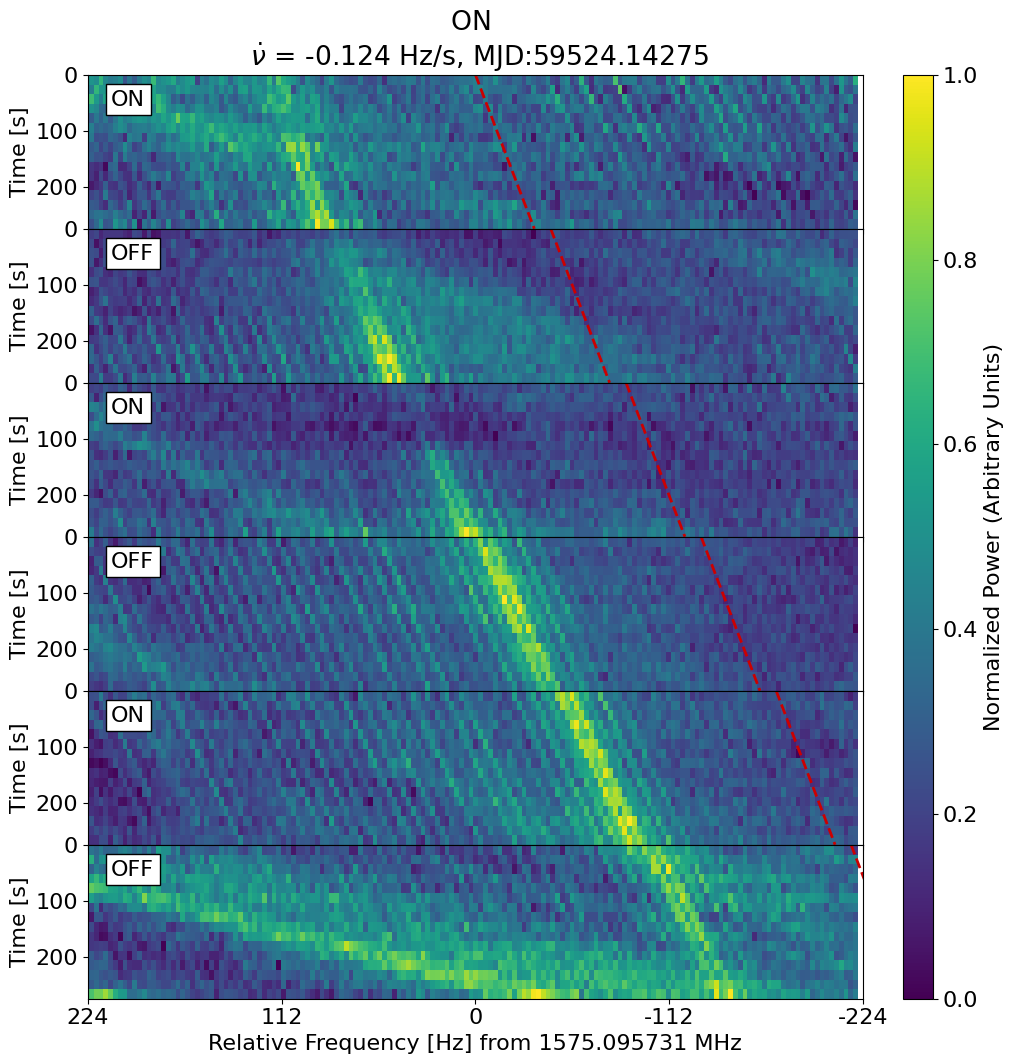 ON
ν̇ = -0.124 Hz/s, MJD:59524.14275
0
100
200
Time [s]
ON
0
100
200
Time [s]
OFF
0
100
200
Time [s]
ON
0
100
200
Time [s]
OFF
0
100
200
Time [s]
ON
0
100
200
Time [s]
OFF
224 112 0 -112 -224
Relative Frequency [Hz] from 1575.095731 MHz
1.0
0.8
0.6
0.4
0.2
0.0
Normalized Power (Arbitrary Units)